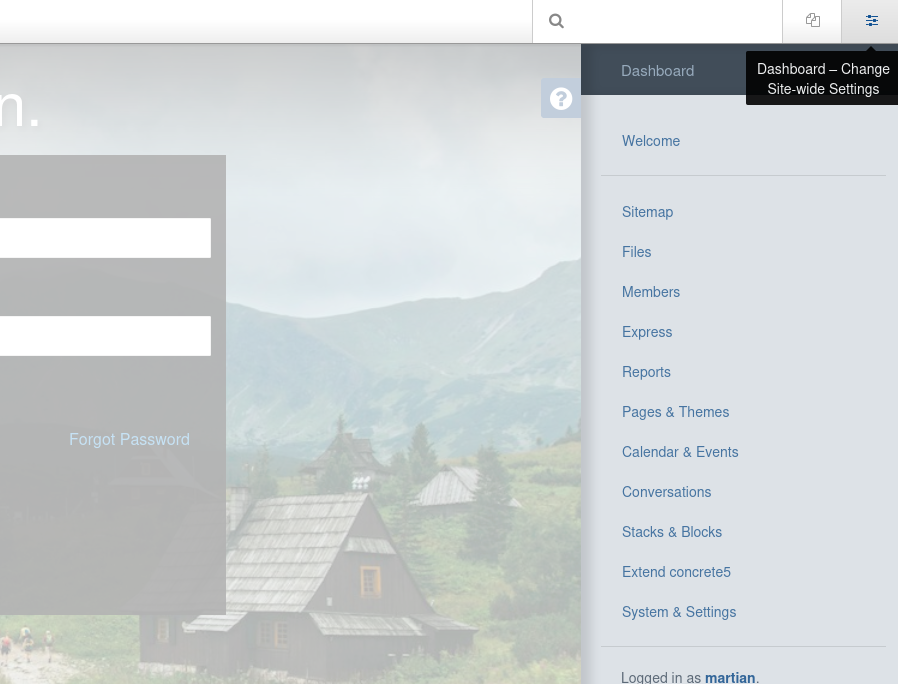 n.
Forgot Password
Dashboard
Dashboard – Change
Site-wide Settings
Welcome
Sitemap
Files
Members
Express
Reports
Pages & Themes
Calendar & Events
Conversations
Stacks & Blocks
Extend concrete5
System & Settings
Logged in as martian.